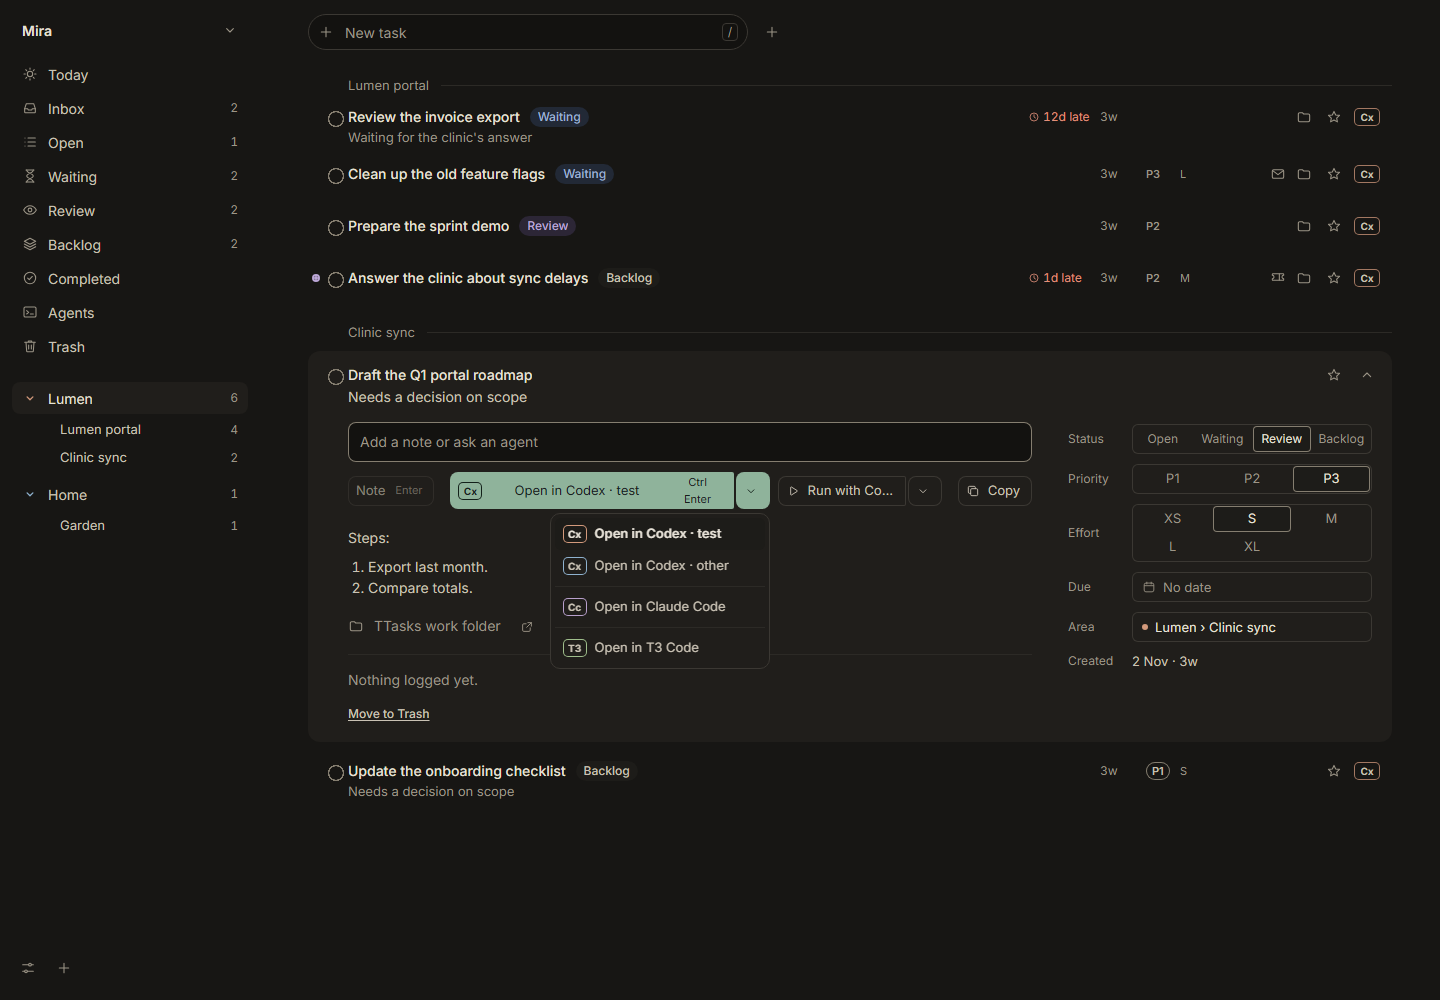 Mira
Today
Inbox 2
Open 1
Waiting 2
Review 2
Backlog 2
Completed
Agents
Trash
Lumen 6
Lumen portal 4
Clinic sync 2
Home 1
Garden 1
New task /
Lumen portal
Review the invoice export Waiting 12d late 3w Cx
Waiting for the clinic's answer
Clean up the old feature flags Waiting 3w P3 L Cx
Prepare the sprint demo Review 3w P2 Cx
Answer the clinic about sync delays Backlog 1d late 3w P2 M Cx
Clinic sync
Draft the Q1 portal roadmap
Needs a decision on scope
Add a note or ask an agent
Note Enter
Cx Open in Codex · test Ctrl Enter
Run with Co...
Copy
Cx Open in Codex · test
Cx Open in Codex · other
Cc Open in Claude Code
T3 Open in T3 Code
Steps:
1. Export last month.
2. Compare totals.
TTasks work folder
Nothing logged yet.
Move to Trash
Status Open Waiting Review Backlog
Priority P1 P2 P3
Effort XS S M
L XL
Due No date
Area Lumen › Clinic sync
Created 2 Nov · 3w
Update the onboarding checklist Backlog 3w P1 S Cx
Needs a decision on scope